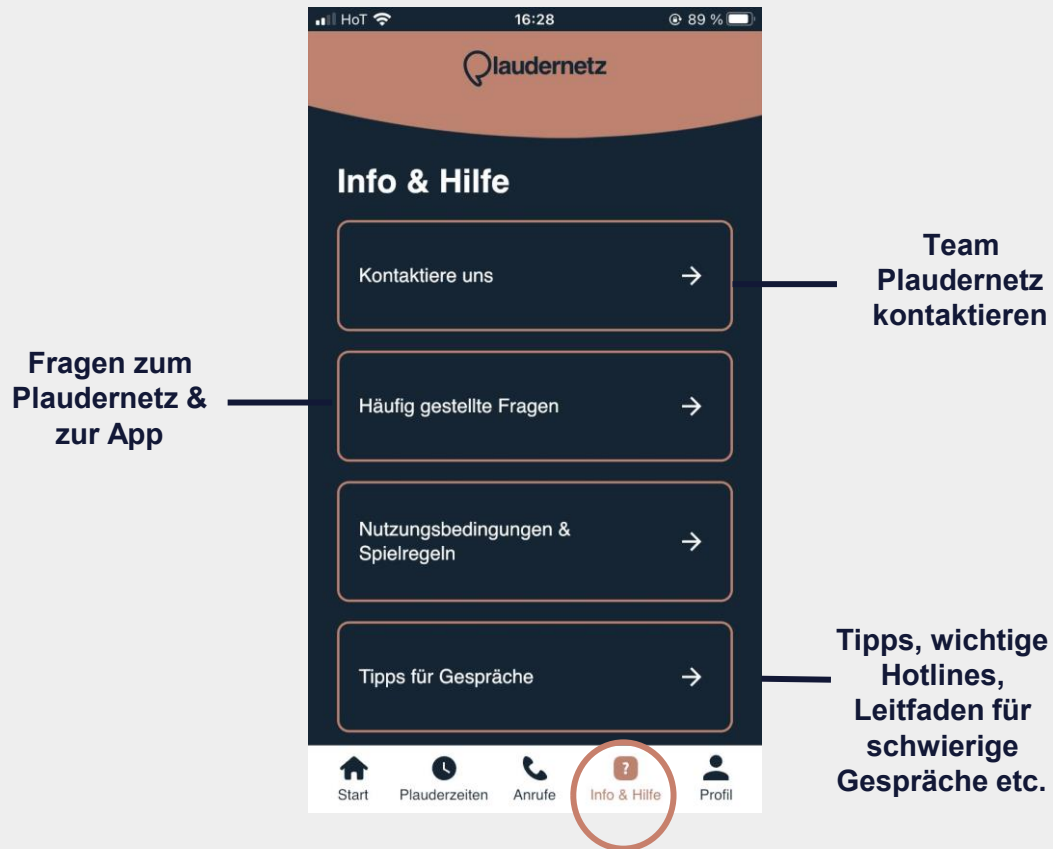 HoT 16:28 89 %
Plaudernetz
Info & Hilfe
Kontaktiere uns
Team
Plaudernetz
kontaktieren
Fragen zum
Plaudernetz &
zur App
Häufig gestellte Fragen
Nutzungsbedingungen &
Spielregeln
Tipps für Gespräche
Tipps, wichtige
Hotlines,
Leitfaden für
schwierige
Gespräche etc.
?
Start Plauderzeiten Anrufe Info & Hilfe Profil